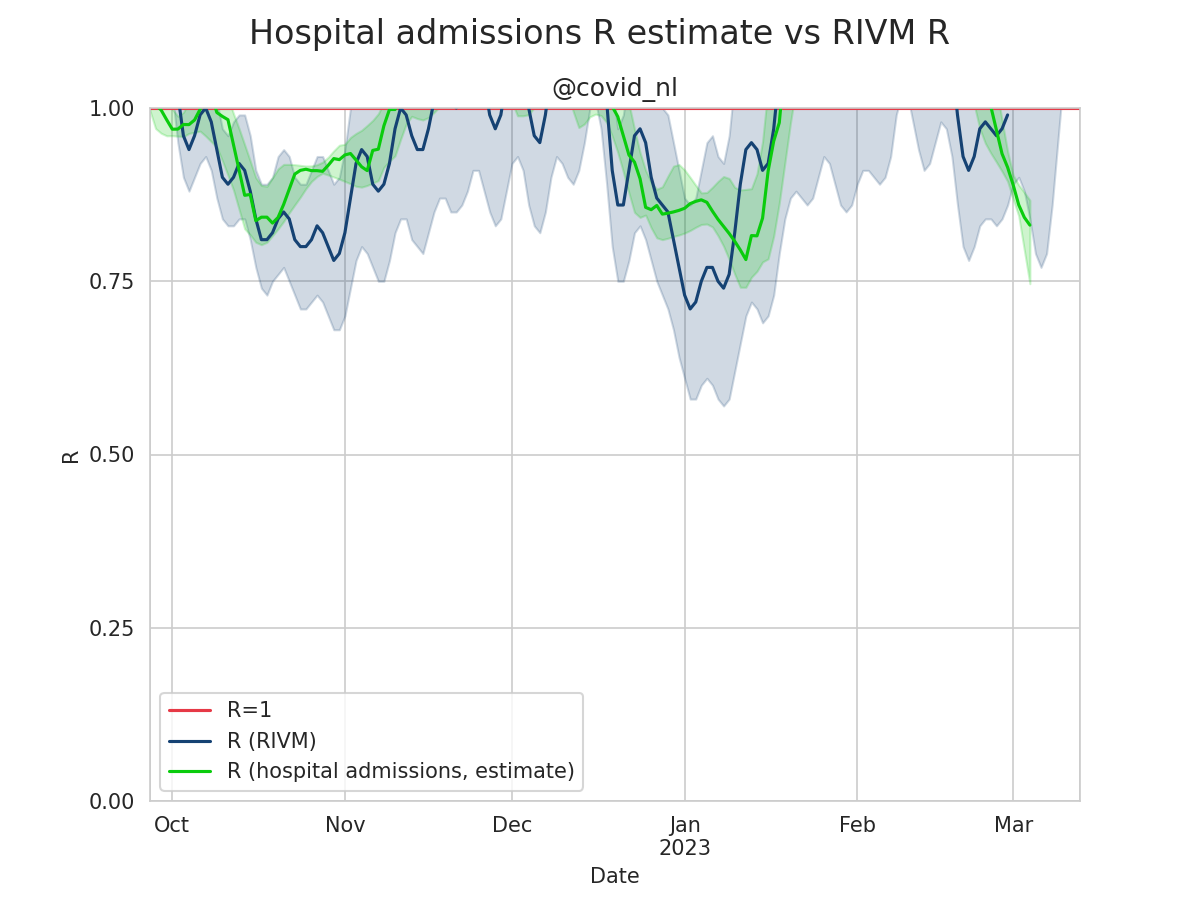 Hospital admissions R estimate vs RIVM R
@covid_nl
1.00
0.75
0.50
0.25
0.00
R
R=1
R (RIVM)
R (hospital admissions, estimate)
Oct Nov Dec Jan Feb Mar
2023
Date